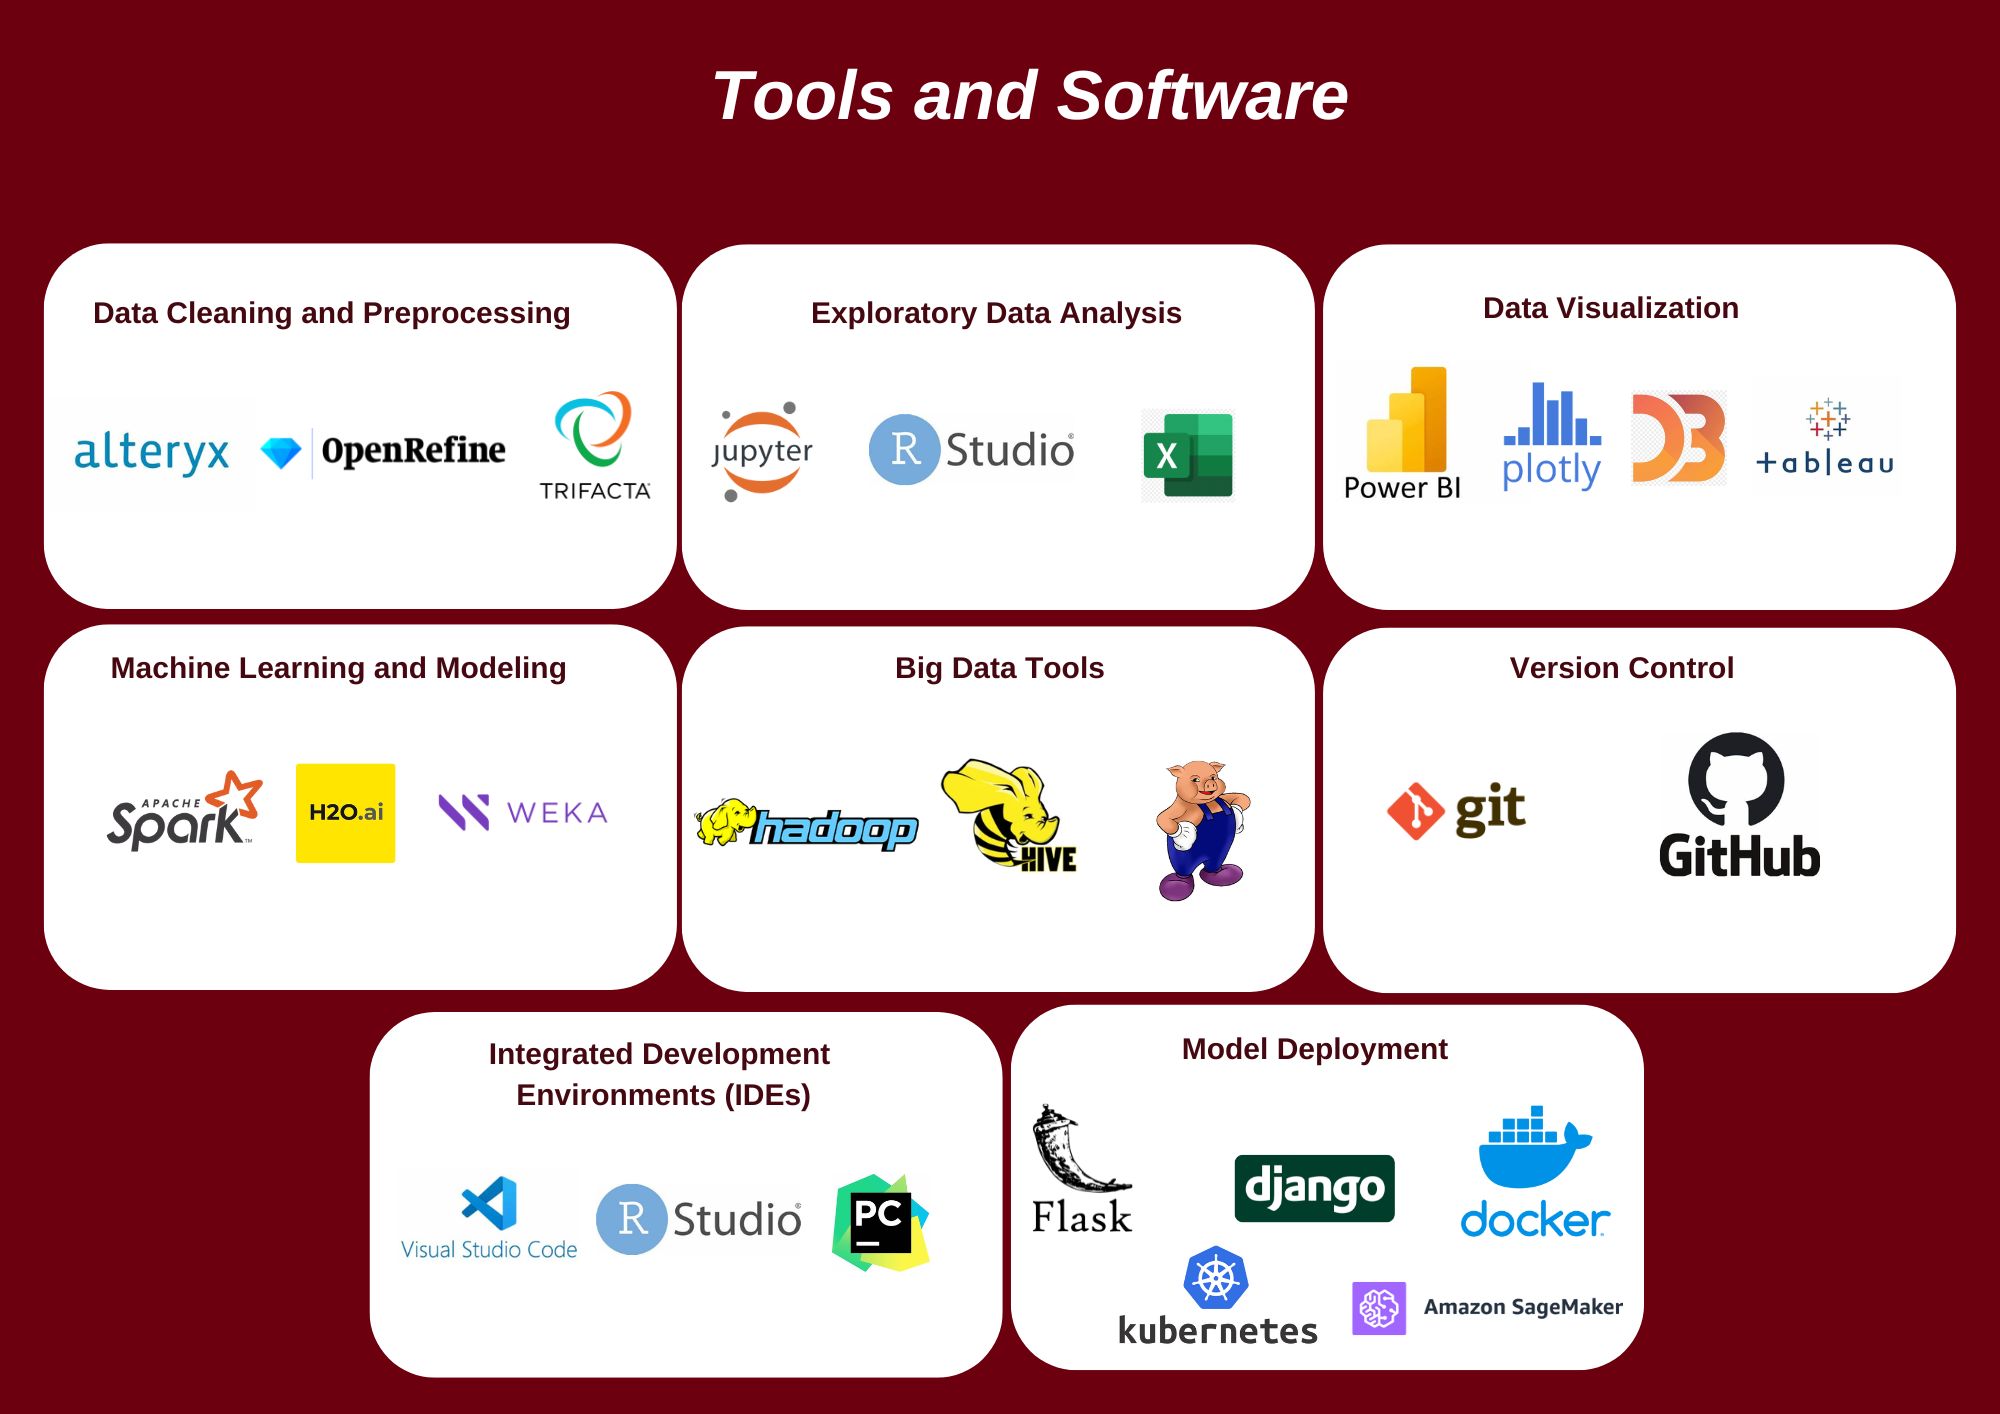 Tools and Software
Data Cleaning and Preprocessing
alteryx
OpenRefine
TRIFACTA
Exploratory Data Analysis
jupyter
R Studio®
X
Data Visualization
Power BI
plotly
D3
+ableau
Machine Learning and Modeling
APACHE
Spark™
H2O.ai
WEKA
Big Data Tools
hadoop
HIVE
Version Control
git
GitHub
Integrated Development
Environments (IDEs)
Visual Studio Code
R Studio®
PC
Model Deployment
Flask
django
docker
kubernetes
Amazon SageMaker